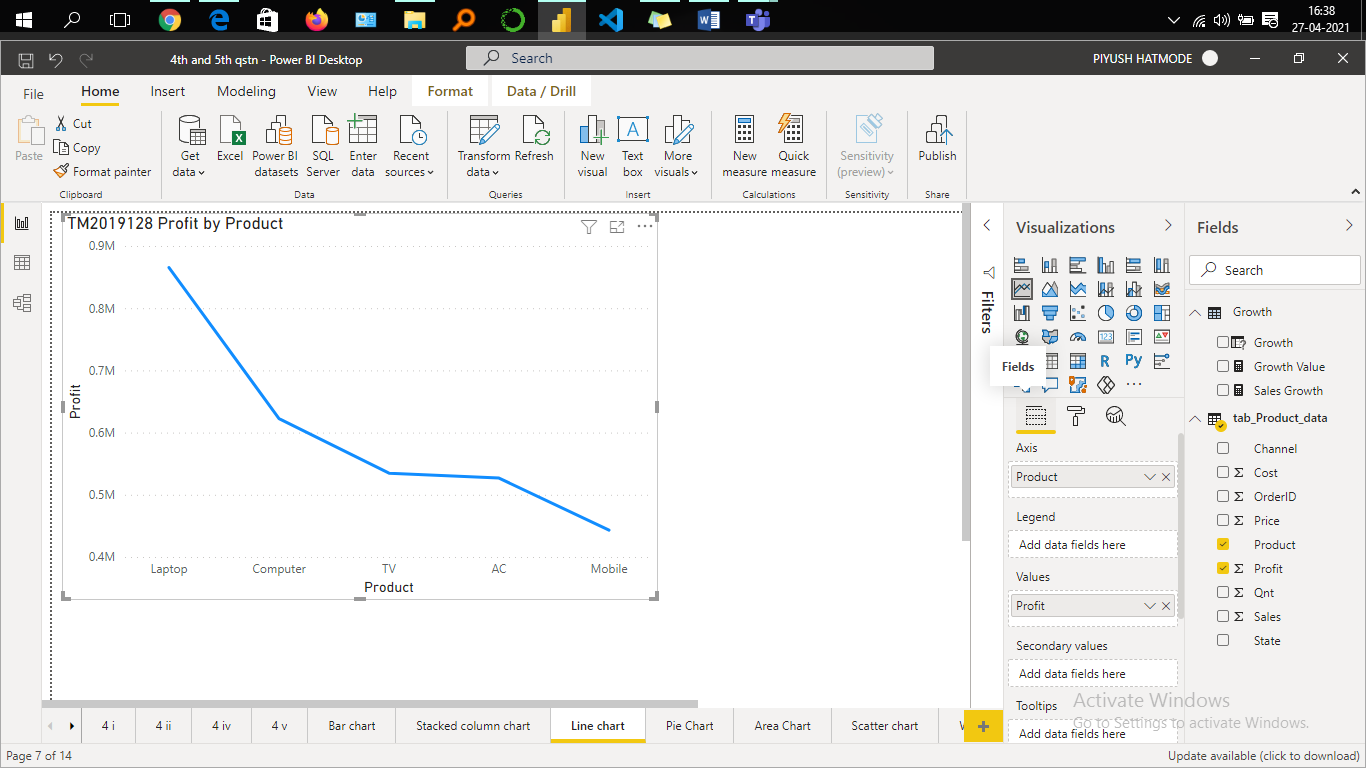 16:38
27-04-2021
4th and 5th qstn - Power BI Desktop
Search
PIYUSH HATMODE
File
Home
Insert
Modeling
View
Help
Format
Data / Drill
Paste
Cut
Copy
Format painter
Clipboard
Get data
Excel
Power BI datasets
SQL Server
Enter data
Recent sources
Data
Transform data
Refresh
Queries
New visual
Text box
More visuals
Insert
New measure
Quick measure
Calculations
Sensitivity (preview)
Sensitivity
Publish
Share
TM2019128 Profit by Product
0.9M
0.8M
0.7M
0.6M
0.5M
0.4M
Profit
Laptop
Computer
TV
AC
Mobile
Product
Filters
Visualizations
R
Py
123
Fields
Axis
Product
Legend
Add data fields here
Values
Profit
Secondary values
Add data fields here
Tooltips
Add data fields here
Fields
Search
Growth
Growth
Growth Value
Sales Growth
tab_Product_data
Channel
Σ Cost
Σ OrderID
Σ Price
Product
Σ Profit
Σ Qnt
Σ Sales
State
Activate Windows
Go to Settings to activate Windows.
4 i
4 ii
4 iv
4 v
Bar chart
Stacked column chart
Line chart
Pie Chart
Area Chart
Scatter chart
Page 7 of 14
Update available (click to download)